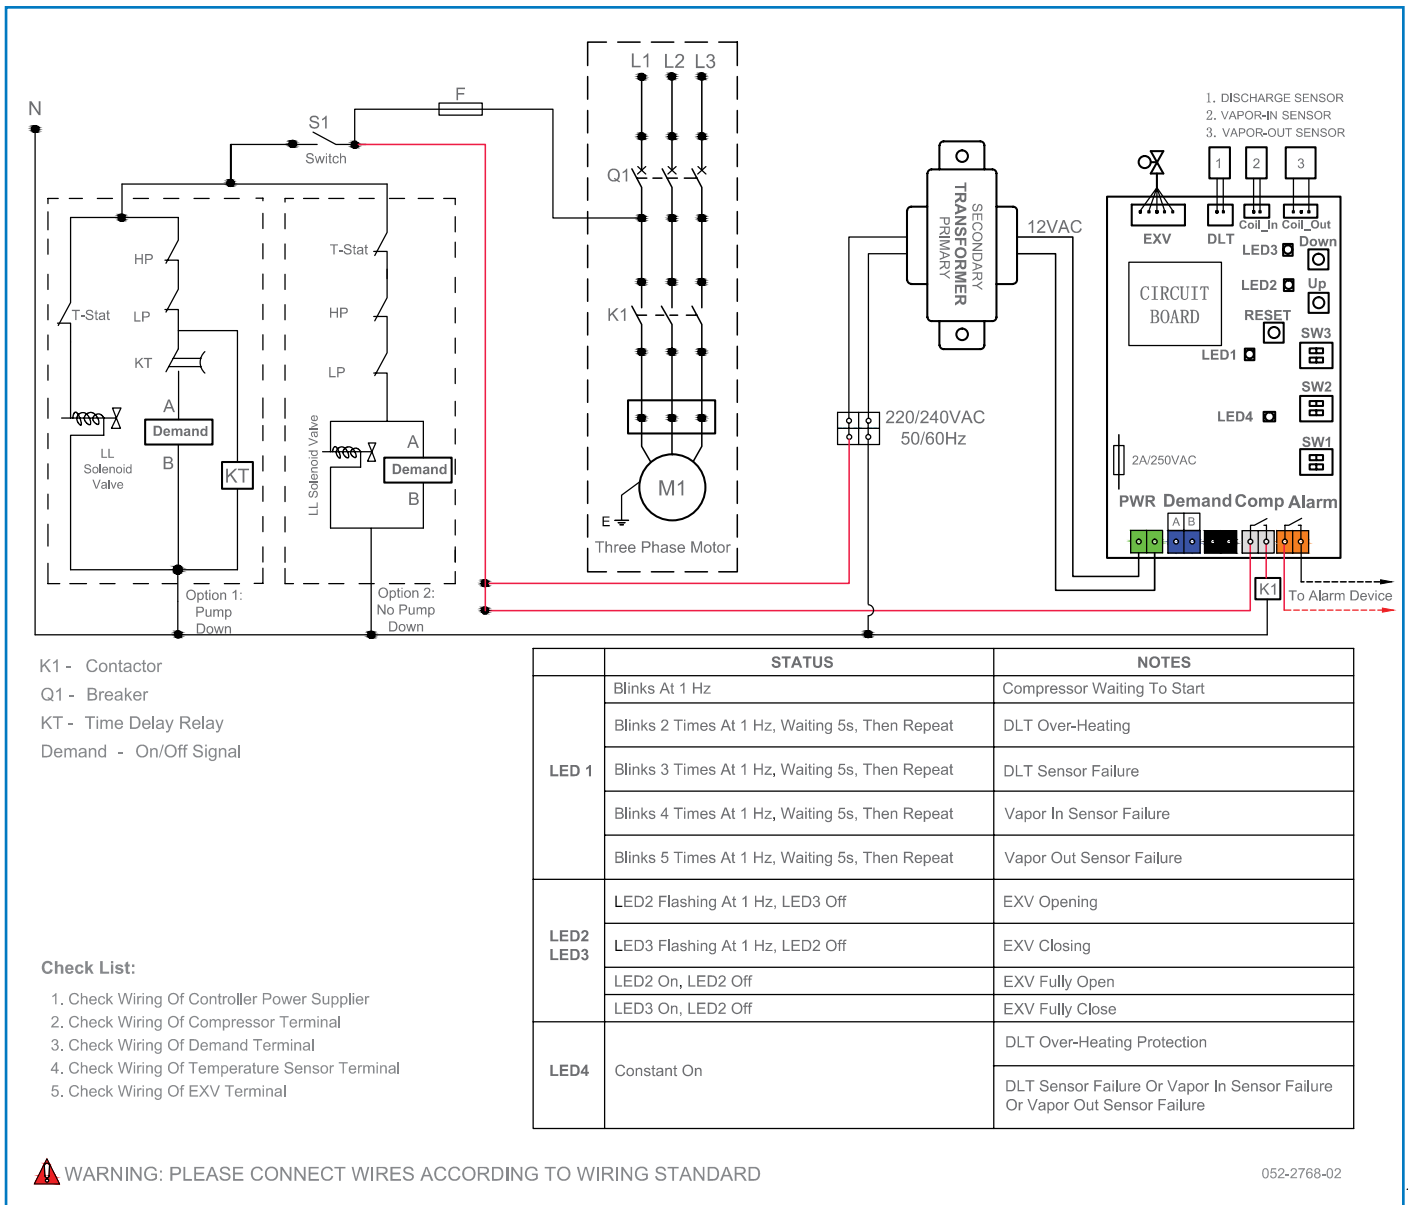 N
S1
Switch
F
L1 L2 L3
Q1
K1
M1
E
Three Phase Motor
HP
T-Stat
LP
KT
A
Demand
B
KT
LL
Solenoid
Valve
Option 1:
Pump
Down
T-Stat
HP
LP
LL Solenoid Valve
A
Demand
B
Option 2:
No Pump
Down
SECONDARY
TRANSFORMER
PRIMARY
12VAC
220/240VAC
50/60Hz
1. DISCHARGE SENSOR
2. VAPOR-IN SENSOR
3. VAPOR-OUT SENSOR
1 2 3
EXV DLT Coil_In Coil_Out
LED3 Down
LED2 Up
CIRCUIT
BOARD
RESET
LED1
SW3
SW2
LED4
SW1
2A/250VAC
PWR Demand Comp Alarm
A B
K1
To Alarm Device
K1 - Contactor
Q1 - Breaker
KT - Time Delay Relay
Demand - On/Off Signal
STATUS NOTES
LED 1
Blinks At 1 Hz Compressor Waiting To Start
Blinks 2 Times At 1 Hz, Waiting 5s, Then Repeat DLT Over-Heating
Blinks 3 Times At 1 Hz, Waiting 5s, Then Repeat DLT Sensor Failure
Blinks 4 Times At 1 Hz, Waiting 5s, Then Repeat Vapor In Sensor Failure
Blinks 5 Times At 1 Hz, Waiting 5s, Then Repeat Vapor Out Sensor Failure
LED2
LED3
LED2 Flashing At 1 Hz, LED3 Off EXV Opening
LED3 Flashing At 1 Hz, LED2 Off EXV Closing
LED2 On, LED2 Off EXV Fully Open
LED3 On, LED2 Off EXV Fully Close
LED4
Constant On
DLT Over-Heating Protection
DLT Sensor Failure Or Vapor In Sensor Failure
Or Vapor Out Sensor Failure
Check List:
1. Check Wiring Of Controller Power Supplier
2. Check Wiring Of Compressor Terminal
3. Check Wiring Of Demand Terminal
4. Check Wiring Of Temperature Sensor Terminal
5. Check Wiring Of EXV Terminal
WARNING: PLEASE CONNECT WIRES ACCORDING TO WIRING STANDARD
052-2768-02